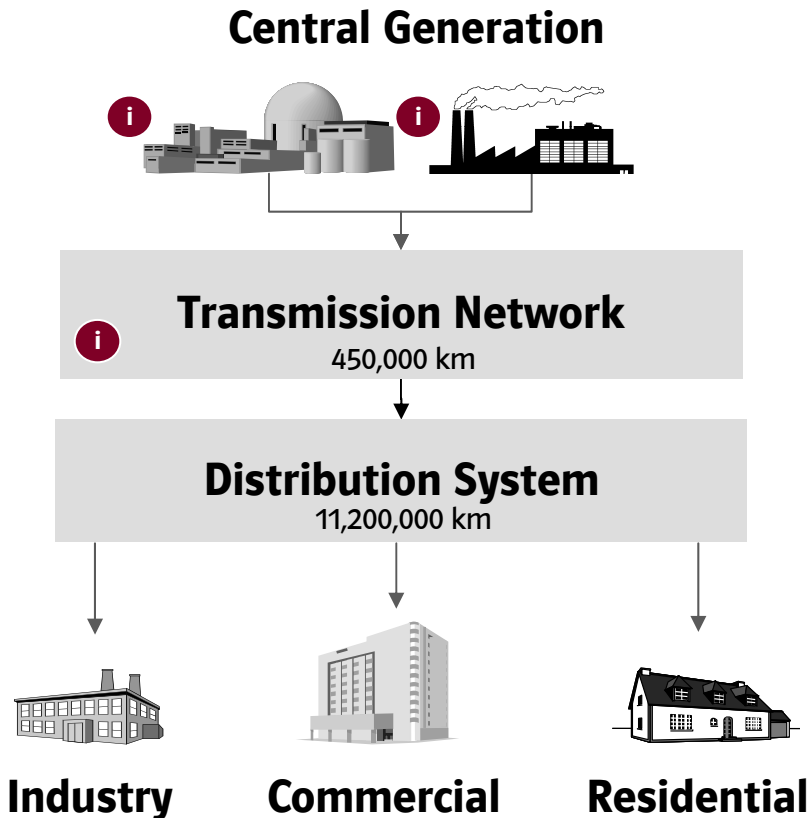 Central Generation
i
i
Transmission Network
i
450,000 km
Distribution System
11,200,000 km
Industry
Commercial
Residential